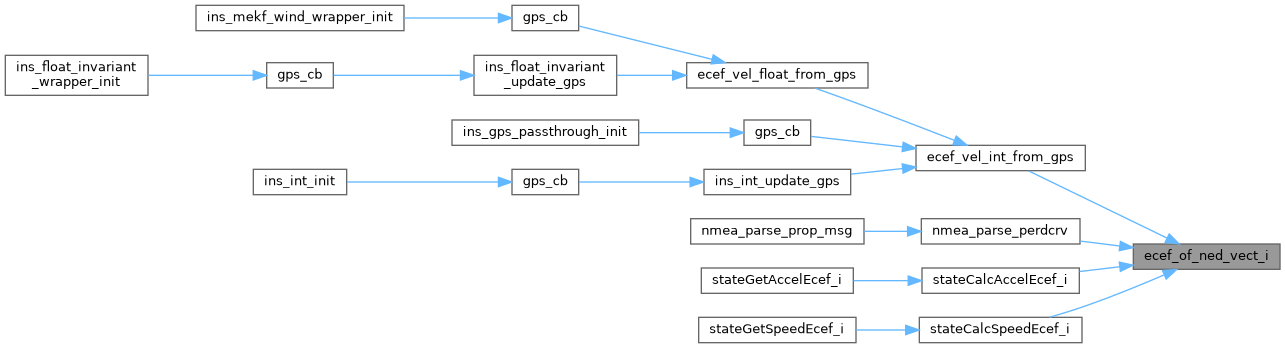 ins_mekf_wind_wrapper_init
gps_cb
ins_float_invariant
_wrapper_init
gps_cb
ins_float_invariant
_update_gps
ecef_vel_float_from_gps
ins_gps_passthrough_init
gps_cb
ecef_vel_int_from_gps
ins_int_init
gps_cb
ins_int_update_gps
nmea_parse_prop_msg
nmea_parse_perdcrv
ecef_of_ned_vect_i
stateGetAccelEcef_i
stateCalcAccelEcef_i
stateGetSpeedEcef_i
stateCalcSpeedEcef_i